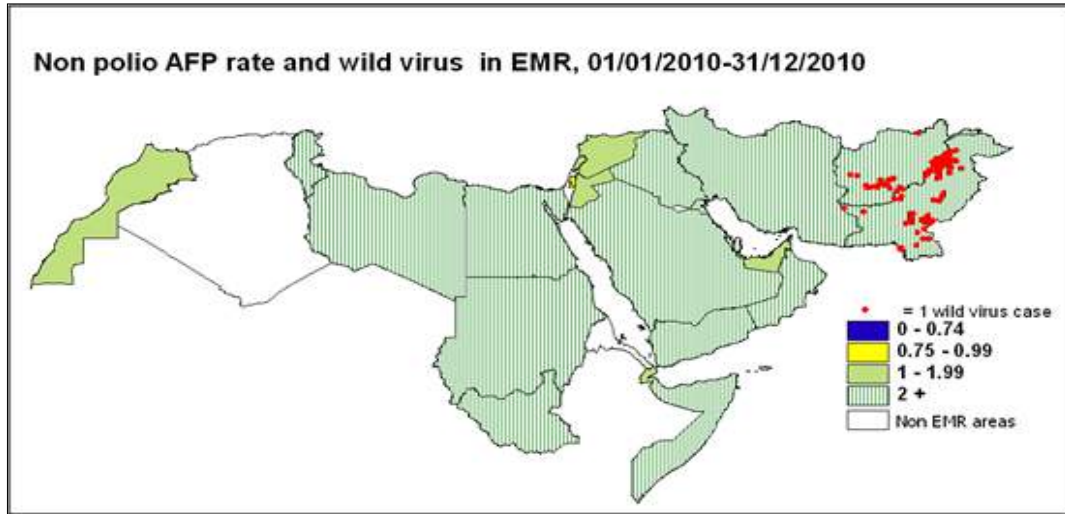 Non polio AFP rate and wild virus in EMR, 01/01/2010-31/12/2010
= 1 wild virus case
0 - 0.74
0.75 - 0.99
1 - 1.99
2 +
Non EMR areas